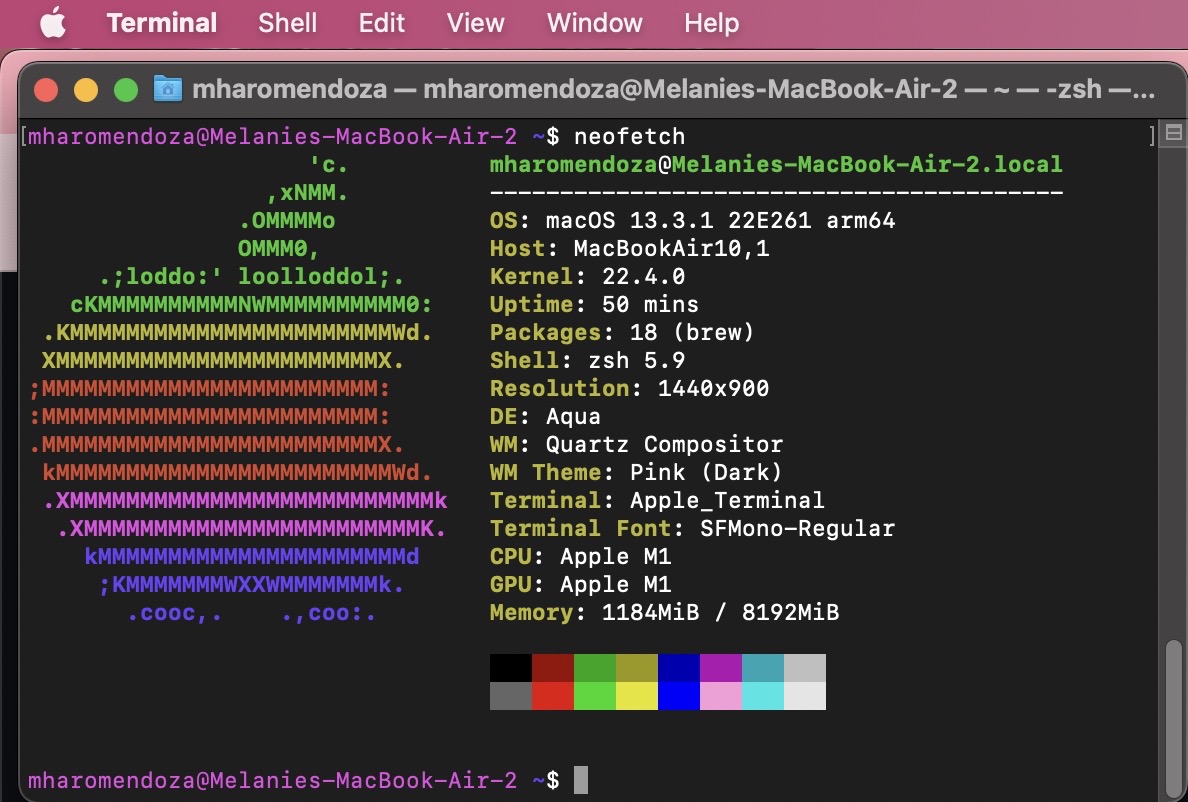 Terminal Shell Edit View Window Help
mharomendoza — mharomendoza@Melanies-MacBook-Air-2 — ~ — -zsh —...
[mharomendoza@Melanies-MacBook-Air-2 ~$ neofetch ]
'c. mharomendoza@Melanies-MacBook-Air-2.local
,xNMM. -----------------------------------------
.OMMMMo OS: macOS 13.3.1 22E261 arm64
OMMM0, Host: MacBookAir10,1
.;loddo:' loolloddol;. Kernel: 22.4.0
cKMMMMMMMMMMNWMMMMMMMMMM0: Uptime: 50 mins
.KMMMMMMMMMMMMMMMMMMMMMMMWd. Packages: 18 (brew)
XMMMMMMMMMMMMMMMMMMMMMMMX. Shell: zsh 5.9
;MMMMMMMMMMMMMMMMMMMMMMMM: Resolution: 1440x900
:MMMMMMMMMMMMMMMMMMMMMMMM: DE: Aqua
.MMMMMMMMMMMMMMMMMMMMMMMMX. WM: Quartz Compositor
kMMMMMMMMMMMMMMMMMMMMMMMMWd. WM Theme: Pink (Dark)
.XMMMMMMMMMMMMMMMMMMMMMMMMMMk Terminal: Apple_Terminal
.XMMMMMMMMMMMMMMMMMMMMMMMMK. Terminal Font: SFMono-Regular
kMMMMMMMMMMMMMMMMMMMMMMd CPU: Apple M1
;KMMMMMMMWXXWMMMMMMMk. GPU: Apple M1
.cooc,. .,coo:. Memory: 1184MiB / 8192MiB
mharomendoza@Melanies-MacBook-Air-2 ~$